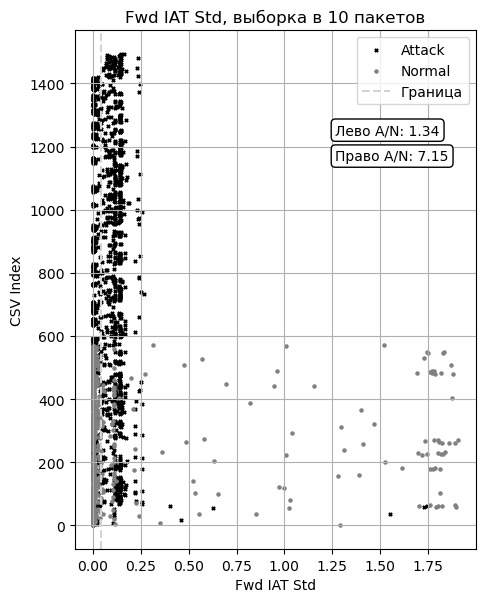 Fwd IAT Std, выборка в 10 пакетов
Attack
Normal
Граница
Лево A/N: 1.34
Право A/N: 7.15
1400
1200
1000
800
600
400
200
0
CSV Index
0.00 0.25 0.50 0.75 1.00 1.25 1.50 1.75
Fwd IAT Std